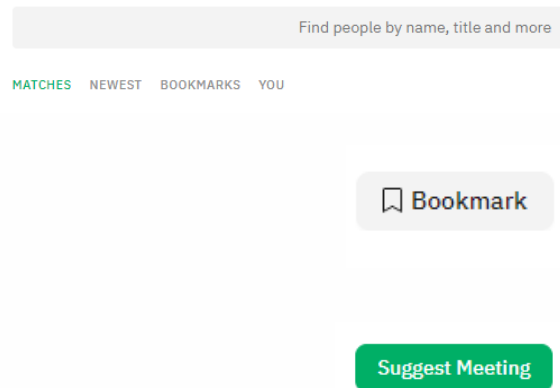 Find people by name, title and more
MATCHES NEWEST BOOKMARKS YOU
Bookmark
Suggest Meeting